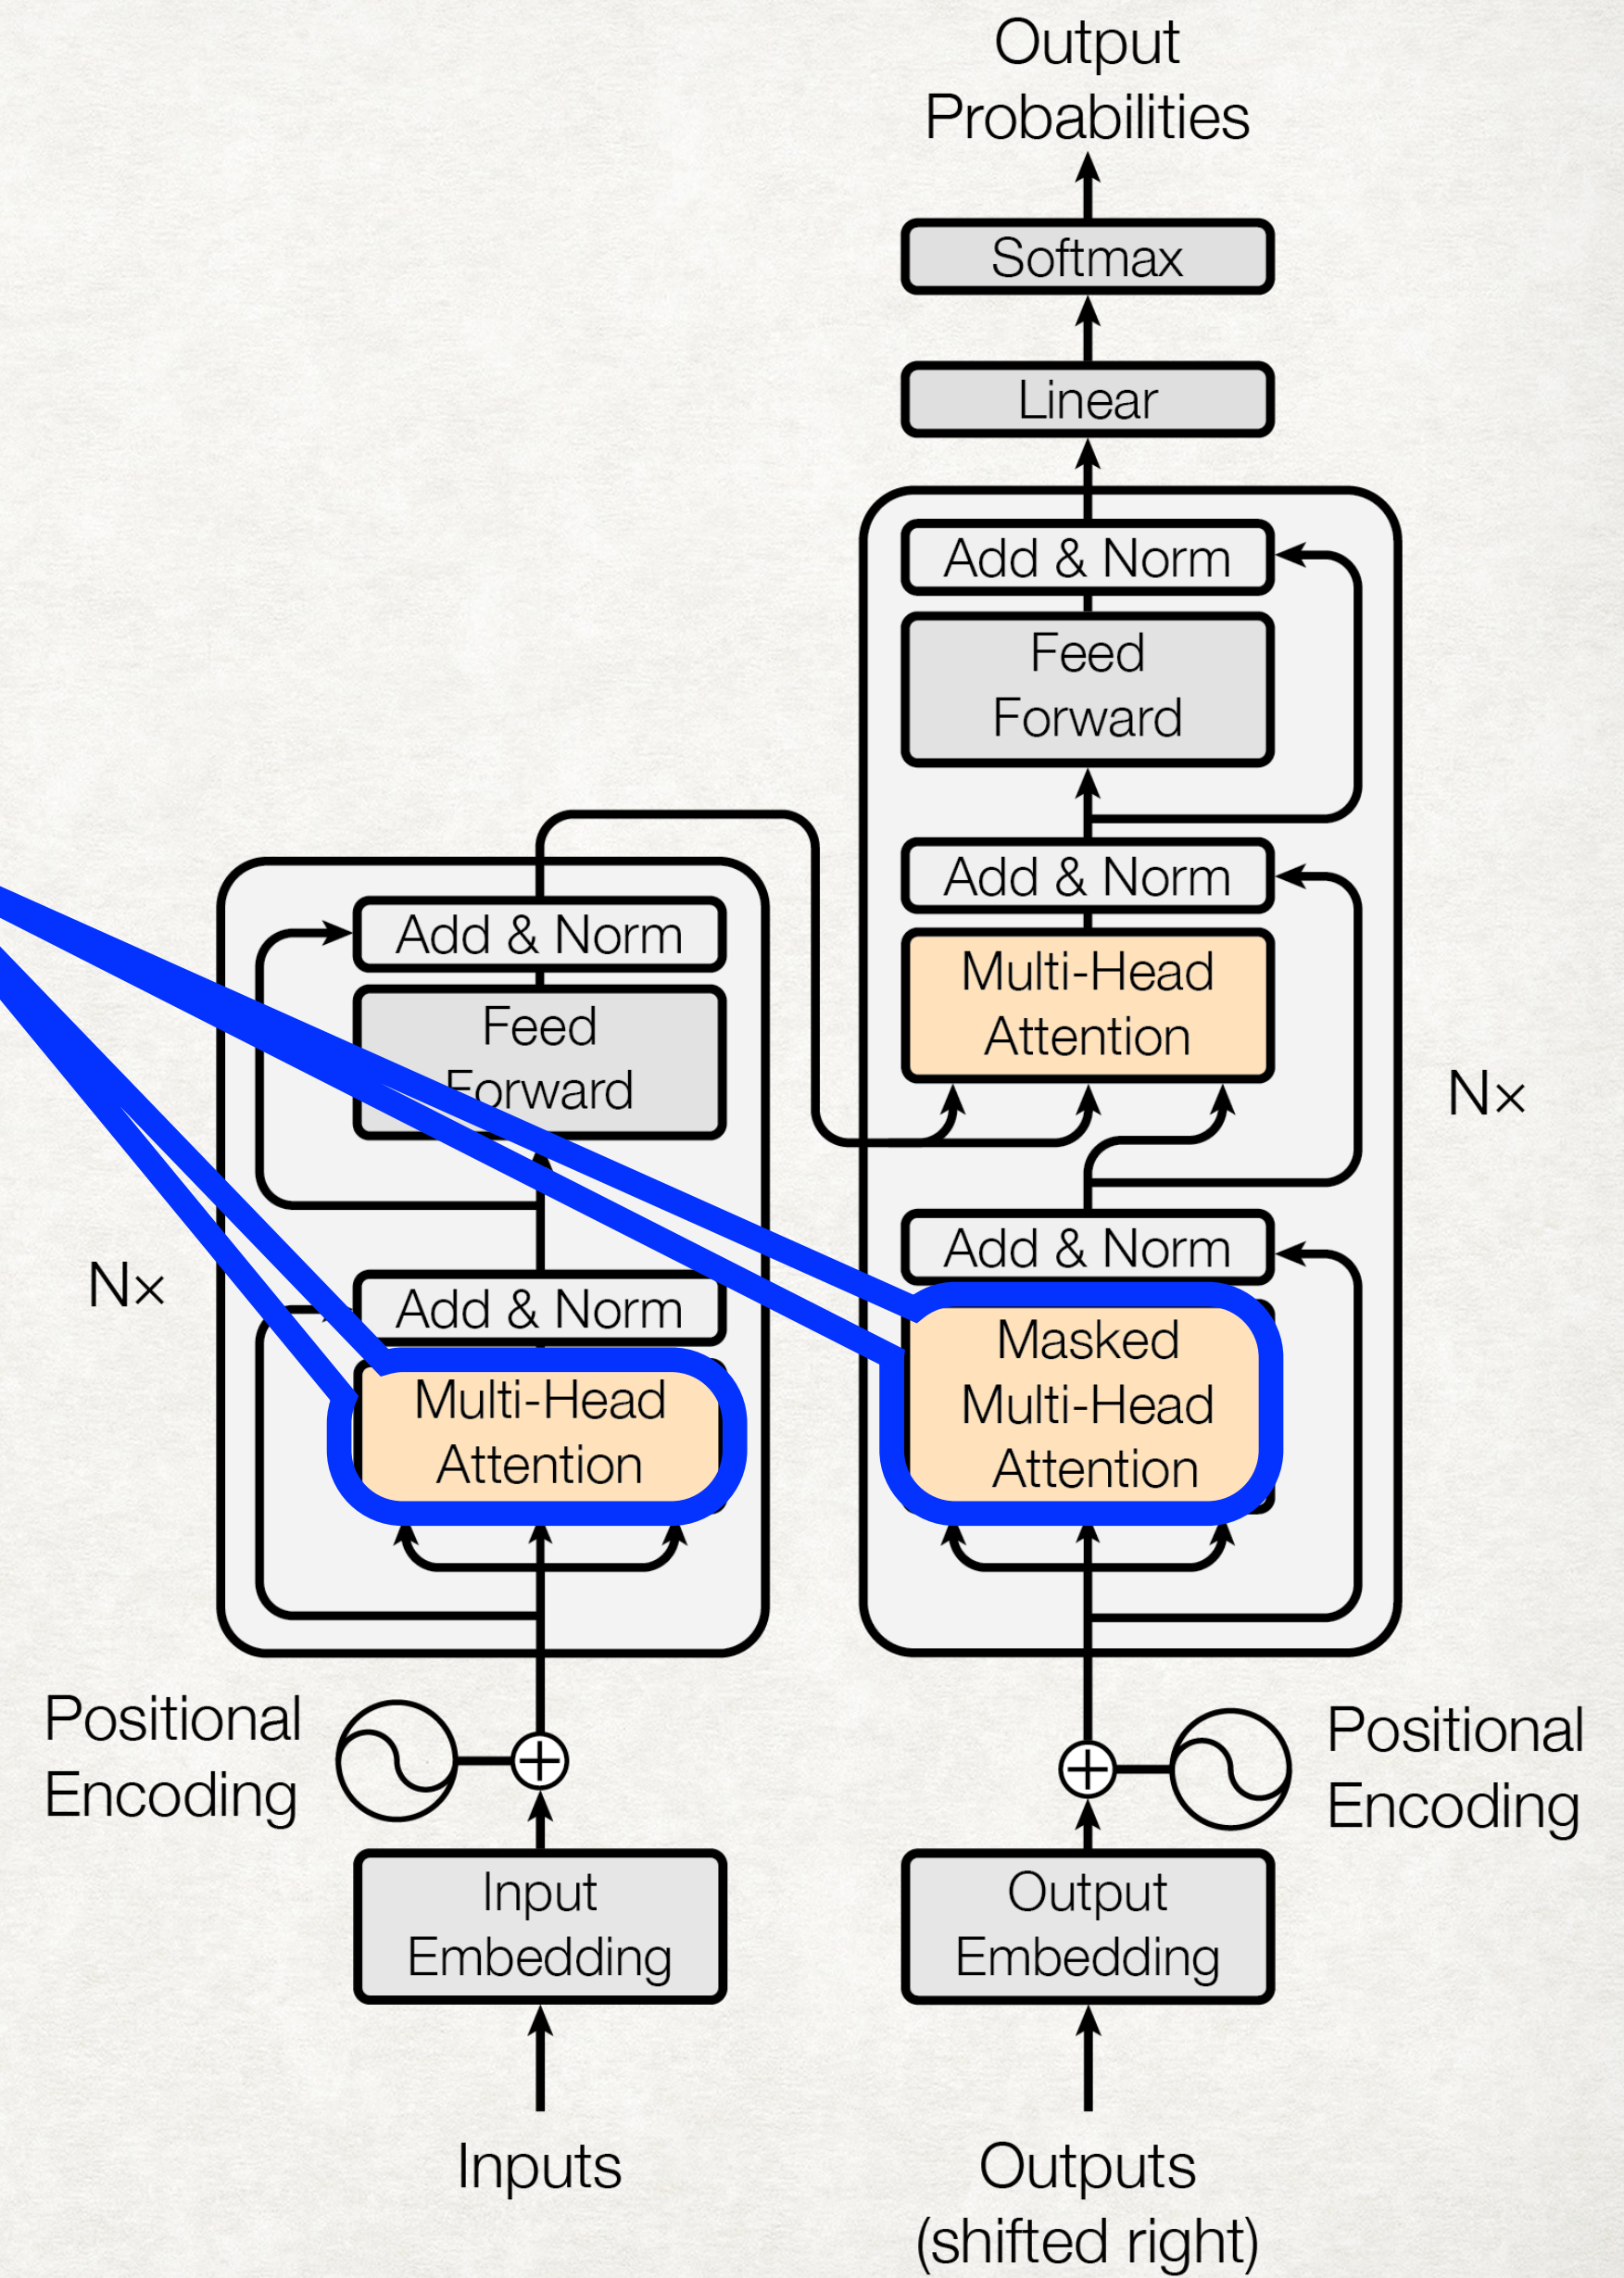 Output
Probabilities
Softmax
Linear
Add & Norm
Feed
Forward
Add & Norm
Multi-Head
Attention
Nx
Add & Norm
Masked
Multi-Head
Attention
Add & Norm
Feed
Forward
Nx
Add & Norm
Multi-Head
Attention
Positional
Encoding
Positional
Encoding
Input
Embedding
Output
Embedding
Inputs
Outputs
(shifted right)